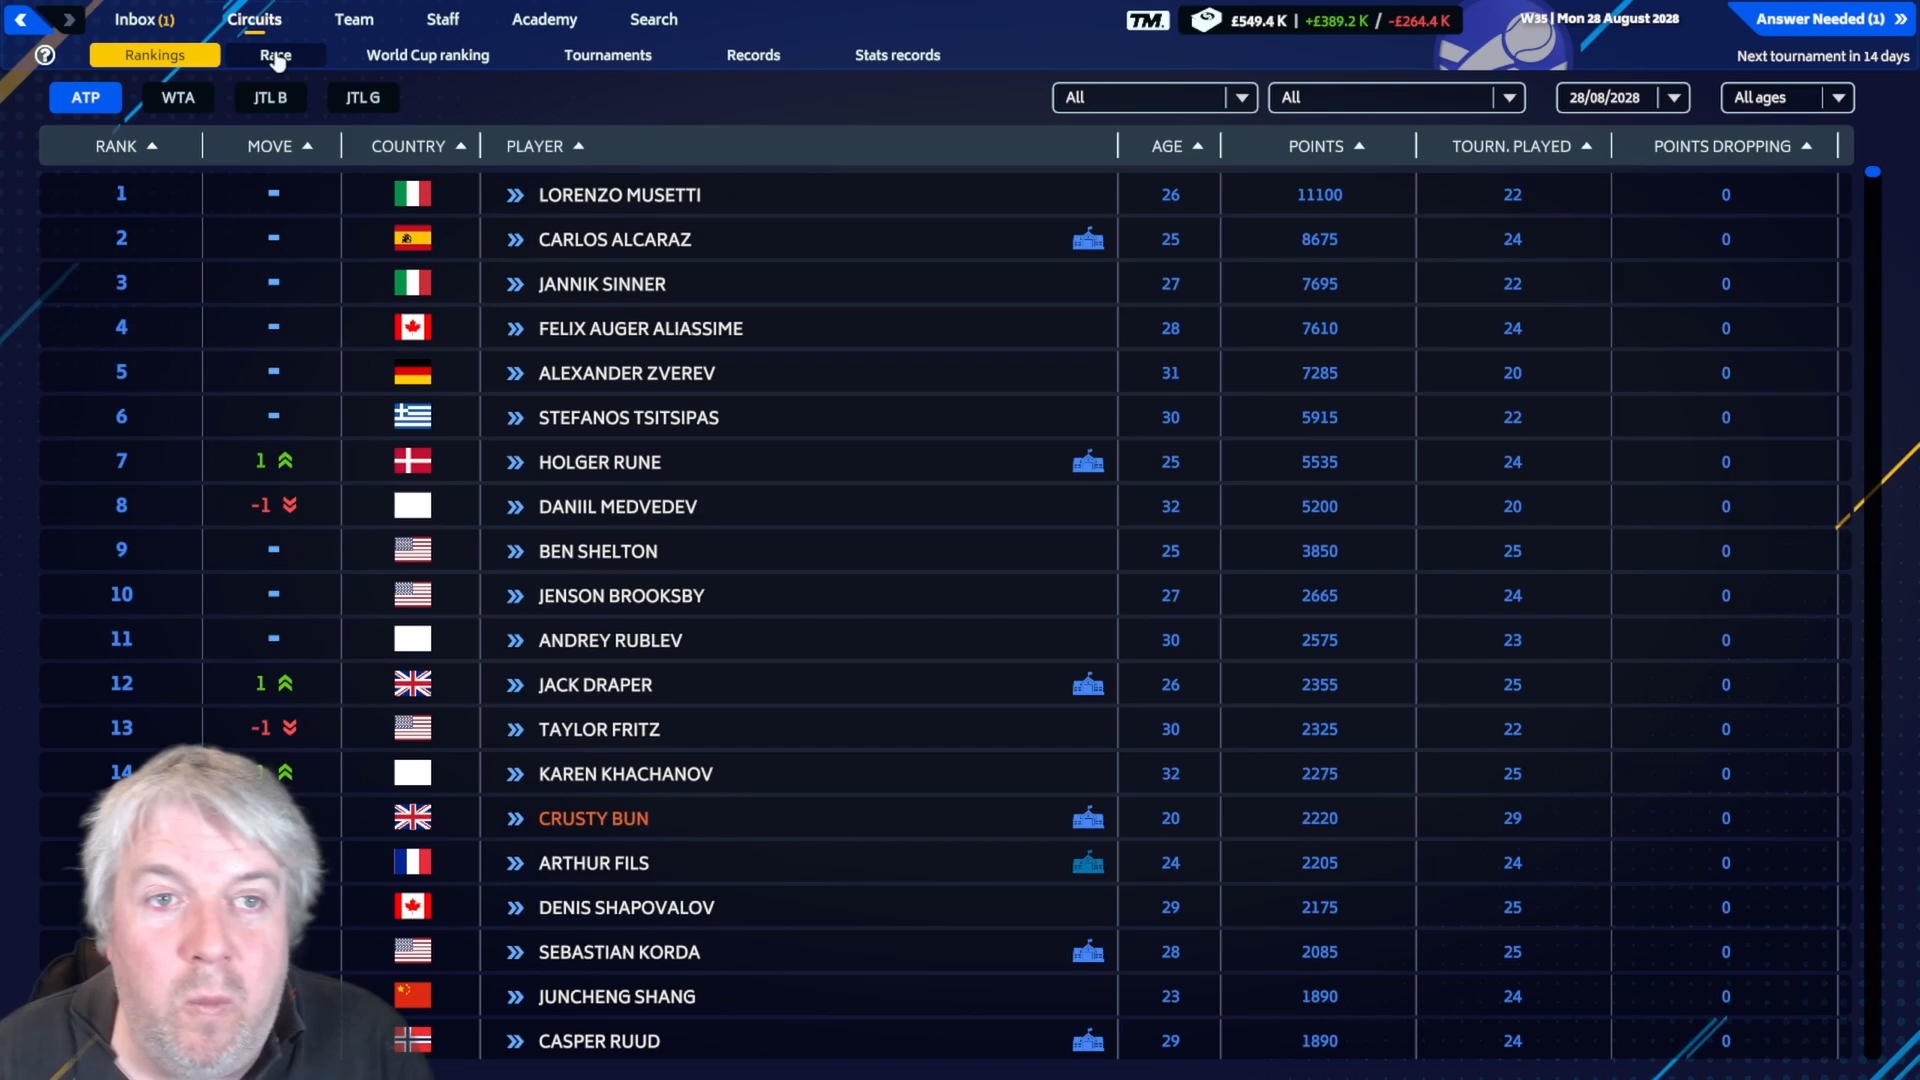 Inbox (1) Circuits Team Staff Academy Search TM. £549.4 K | +£389.2 K / -£264.4 K W35 | Mon 28 August 2028 Answer Needed (1)
Rankings Race World Cup ranking Tournaments Records Stats records Next tournament in 14 days
ATP WTA JTL B JTL G All All 28/08/2028 All ages
RANK MOVE COUNTRY PLAYER AGE POINTS TOURN. PLAYED POINTS DROPPING
1 - LORENZO MUSETTI 26 11100 22 0
2 - CARLOS ALCARAZ 25 8675 24 0
3 - JANNIK SINNER 27 7695 22 0
4 - FELIX AUGER ALIASSIME 28 7610 24 0
5 - ALEXANDER ZVEREV 31 7285 20 0
6 - STEFANOS TSITSIPAS 30 5915 22 0
7 1 HOLGER RUNE 25 5535 24 0
8 -1 DANIIL MEDVEDEV 32 5200 20 0
9 - BEN SHELTON 25 3850 25 0
10 - JENSON BROOKSBY 27 2665 24 0
11 - ANDREY RUBLEV 30 2575 23 0
12 1 JACK DRAPER 26 2355 25 0
13 -1 TAYLOR FRITZ 30 2325 22 0
14 KAREN KHACHANOV 32 2275 25 0
CRUSTY BUN 20 2220 29 0
ARTHUR FILS 24 2205 24 0
DENIS SHAPOVALOV 29 2175 25 0
SEBASTIAN KORDA 28 2085 25 0
JUNCHENG SHANG 23 1890 24 0
CASPER RUUD 29 1890 24 0